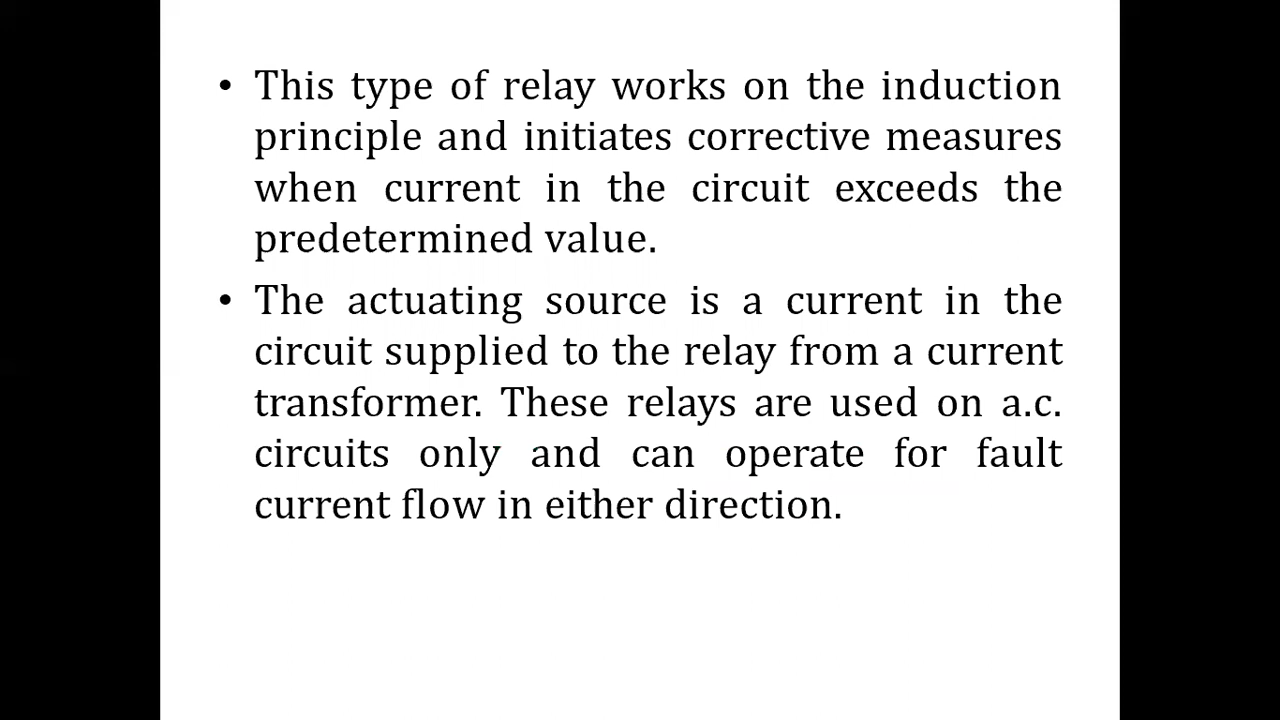 • This type of relay works on the induction
principle and initiates corrective measures
when current in the circuit exceeds the
predetermined value.
• The actuating source is a current in the
circuit supplied to the relay from a current
transformer. These relays are used on a.c.
circuits only and can operate for fault
current flow in either direction.